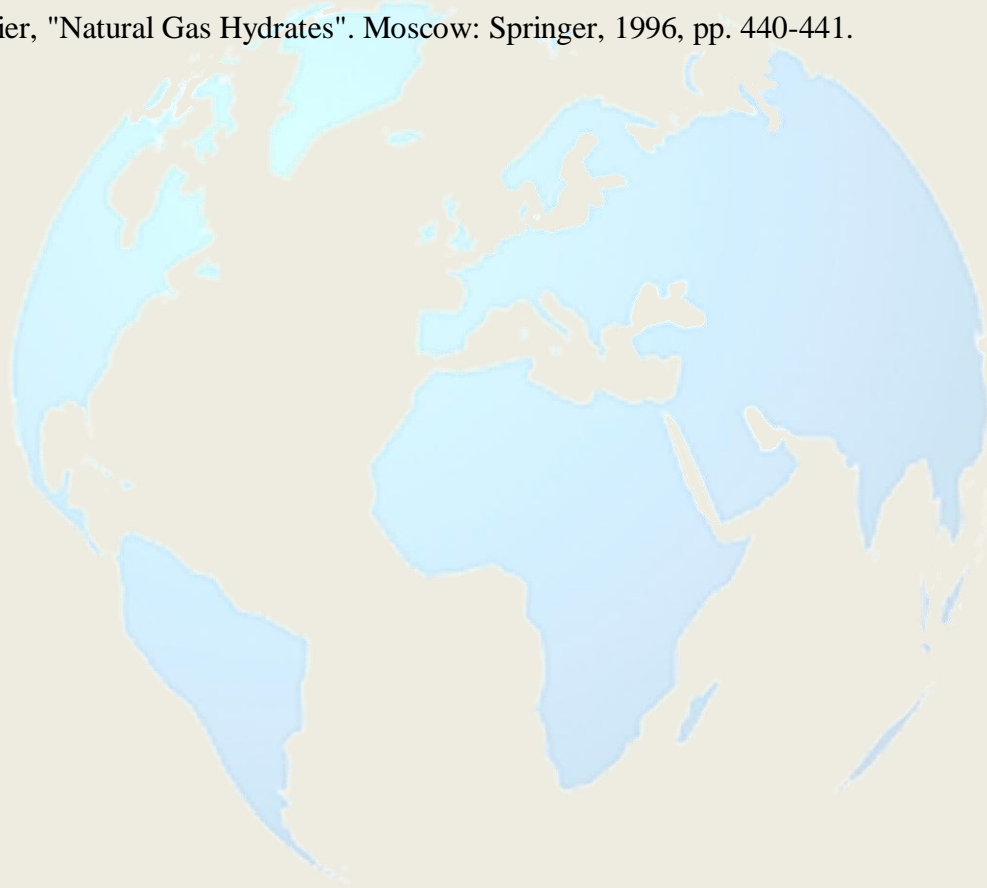 ier, "Natural Gas Hydrates". Moscow: Springer, 1996, pp. 440-441.